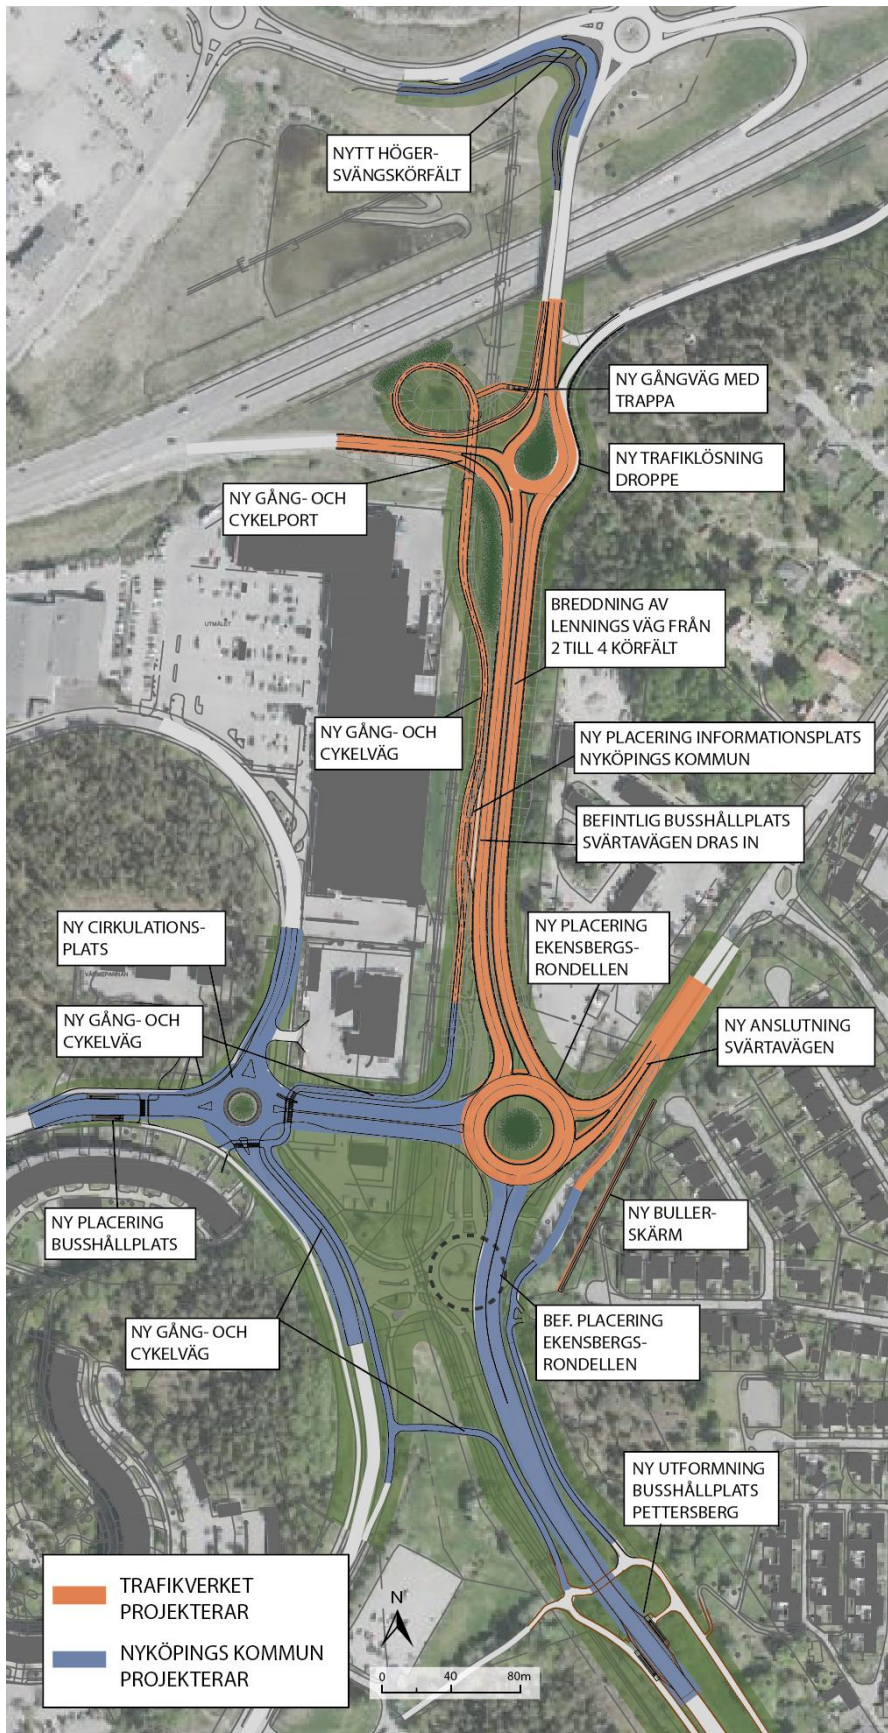 NYTT HÖGER-
SVÄNGSKÖRFÄLT
NY GÅNGVÄG MED
TRAPPA
NY TRAFIKLÖSNING
DROPPE
NY GÅNG- OCH
CYKELPORT
UTMÅLET
BREDDNING AV
LENNINGS VÄG FRÅN
2 TILL 4 KÖRFÄLT
NY GÅNG- OCH
CYKELVÄG
NY PLACERING INFORMATIONSPLATS
NYKÖPINGS KOMMUN
BEFINTLIG BUSSHÅLLPLATS
SVÄRTAVÄGEN DRAS IN
NY CIRKULATIONS-
PLATS
VÄRMEPANNAN
NY PLACERING
EKENSBERGS-
RONDELLEN
NY GÅNG- OCH
CYKELVÄG
NY ANSLUTNING
SVÄRTAVÄGEN
NY PLACERING
BUSSHÅLLPLATS
NY BULLER-
SKÄRM
NY GÅNG- OCH
CYKELVÄG
BEF. PLACERING
EKENSBERGS-
RONDELLEN
NY UTFORMNING
BUSSHÅLLPLATS
PETTERSBERG
TRAFIKVERKET
PROJEKTERAR
NYKÖPINGS KOMMUN
PROJEKTERAR
N
0 40 80m